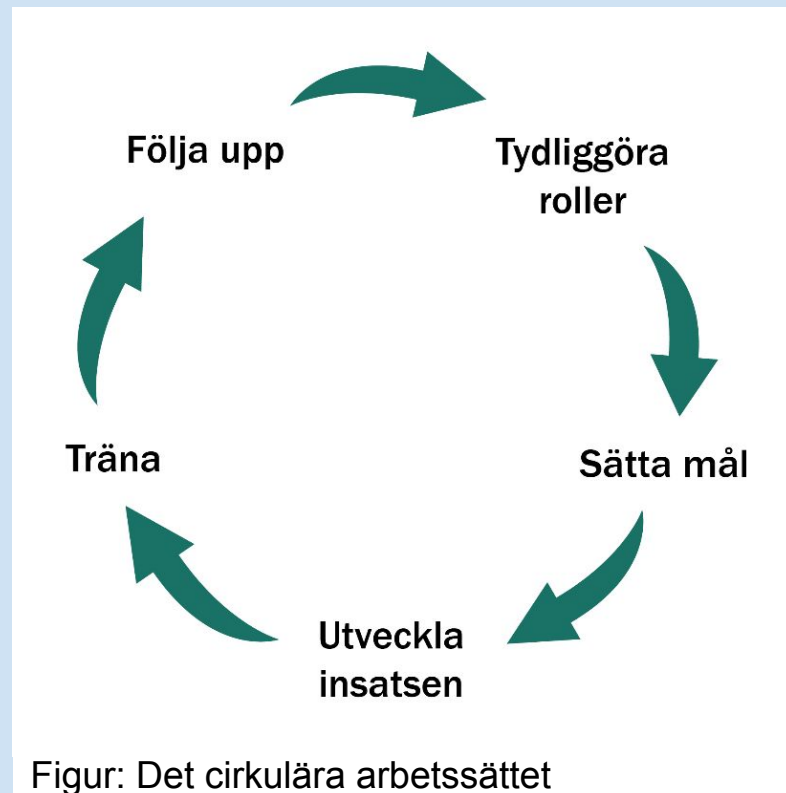 Följa upp
Tydliggöra
roller
Sätta mål
Utveckla
insatsen
Träna
Figur: Det cirkulära arbetssättet